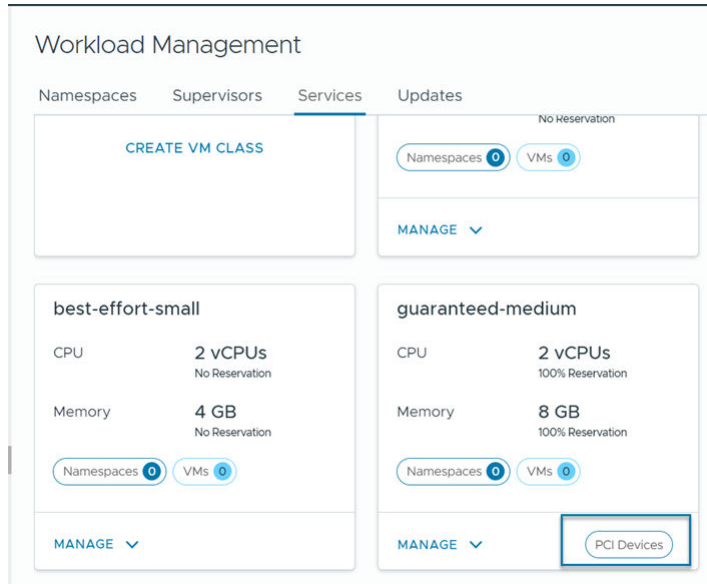 Workload Management
Namespaces Supervisors Services Updates
CREATE VM CLASS
No Reservation
Namespaces 0 VMs 0
MANAGE
best-effort-small
CPU 2 vCPUs
No Reservation
Memory 4 GB
No Reservation
Namespaces 0 VMs 0
MANAGE
guaranteed-medium
CPU 2 vCPUs
100% Reservation
Memory 8 GB
100% Reservation
Namespaces 0 VMs 0
MANAGE PCI Devices